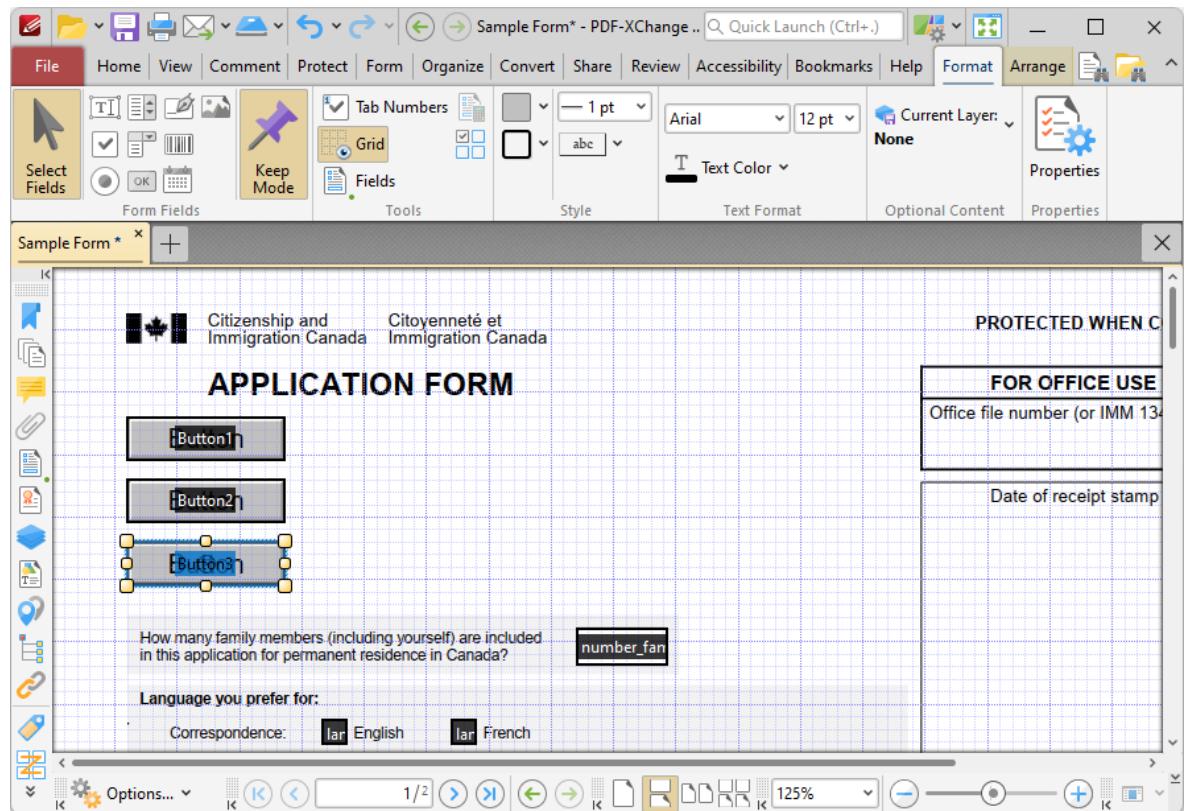 Sample Form* - PDF-XChange .. Quick Launch (Ctrl+.)
File Home View Comment Protect Form Organize Convert Share Review Accessibility Bookmarks Help Format Arrange
Select Fields
OK
Keep Mode
Tab Numbers
Grid
Fields
1 pt
abc
Arial 12 pt
Text Color
Current Layer:
None
Properties
Form Fields Tools Style Text Format Optional Content Properties
Sample Form *
Citizenship and Immigration Canada
Citoyenneté et Immigration Canada
PROTECTED WHEN C
APPLICATION FORM
FOR OFFICE USE
Office file number (or IMM 134
Button1
Button2
Date of receipt stamp
Button3
How many family members (including yourself) are included
in this application for permanent residence in Canada?
number_fan
Language you prefer for:
Correspondence: lar English lar French
Options... 1/2 125%